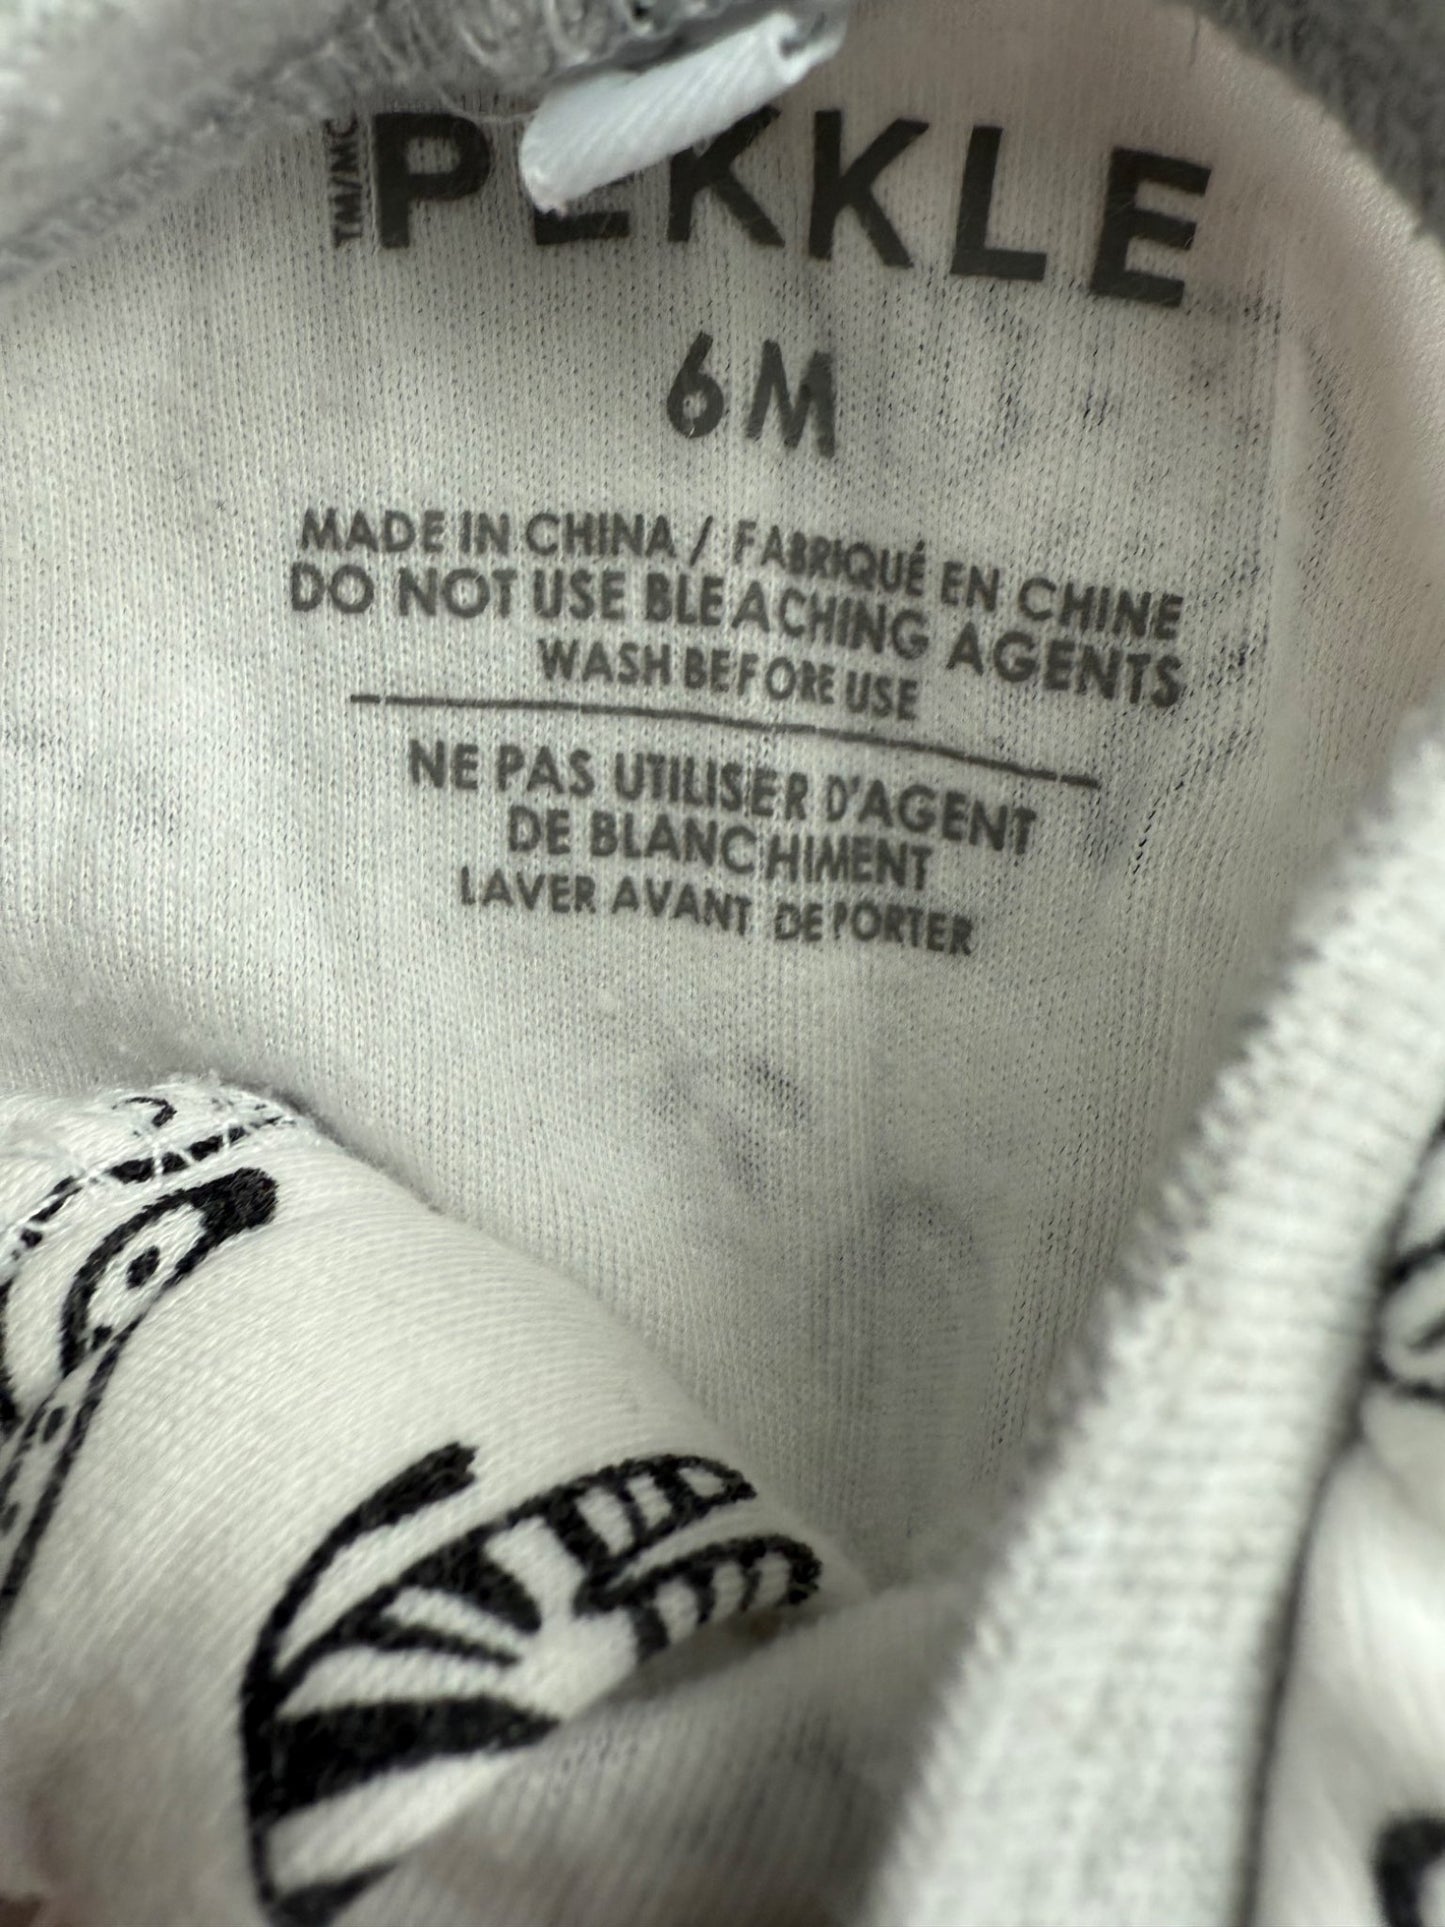 TM/MC PEKKLE
6M
MADE IN CHINA / FABRIQUÉ EN CHINE
DO NOT USE BLEACHING AGENTS
WASH BEFORE USE
NE PAS UTILISER D'AGENT
DE BLANCHIMENT
LAVER AVANT DE PORTER